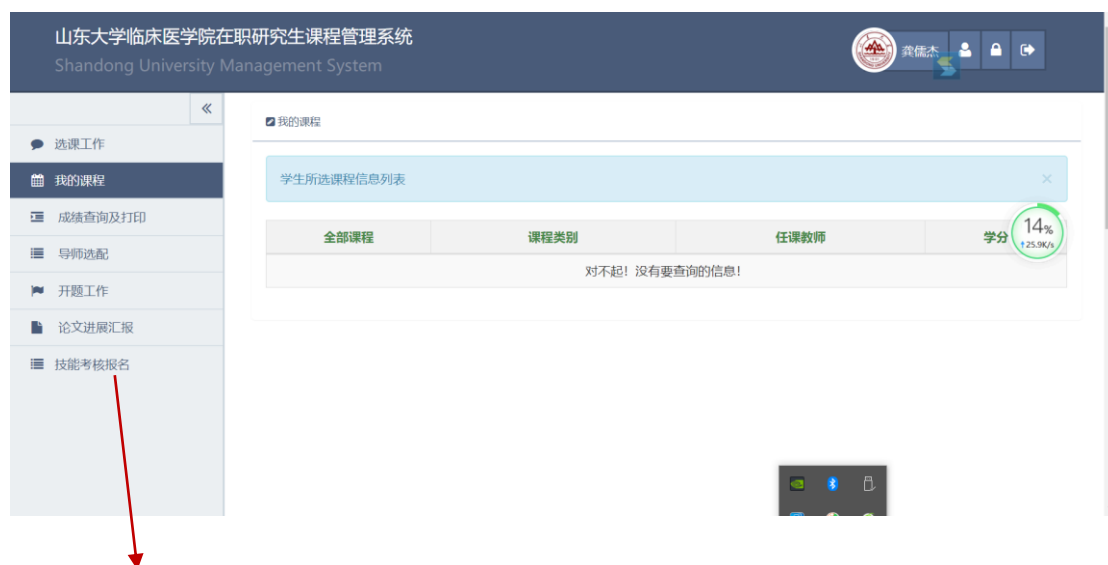 山东大学临床医学院在职研究生课程管理系统
Shandong University Management System
龚儒杰
选课工作
我的课程
成绩查询及打印
导师选配
开题工作
论文进展汇报
技能考核报名
我的课程
学生所选课程信息列表
×
全部课程 课程类别 任课教师 学分
对不起！没有要查询的信息！
14%
↑25.9K/s